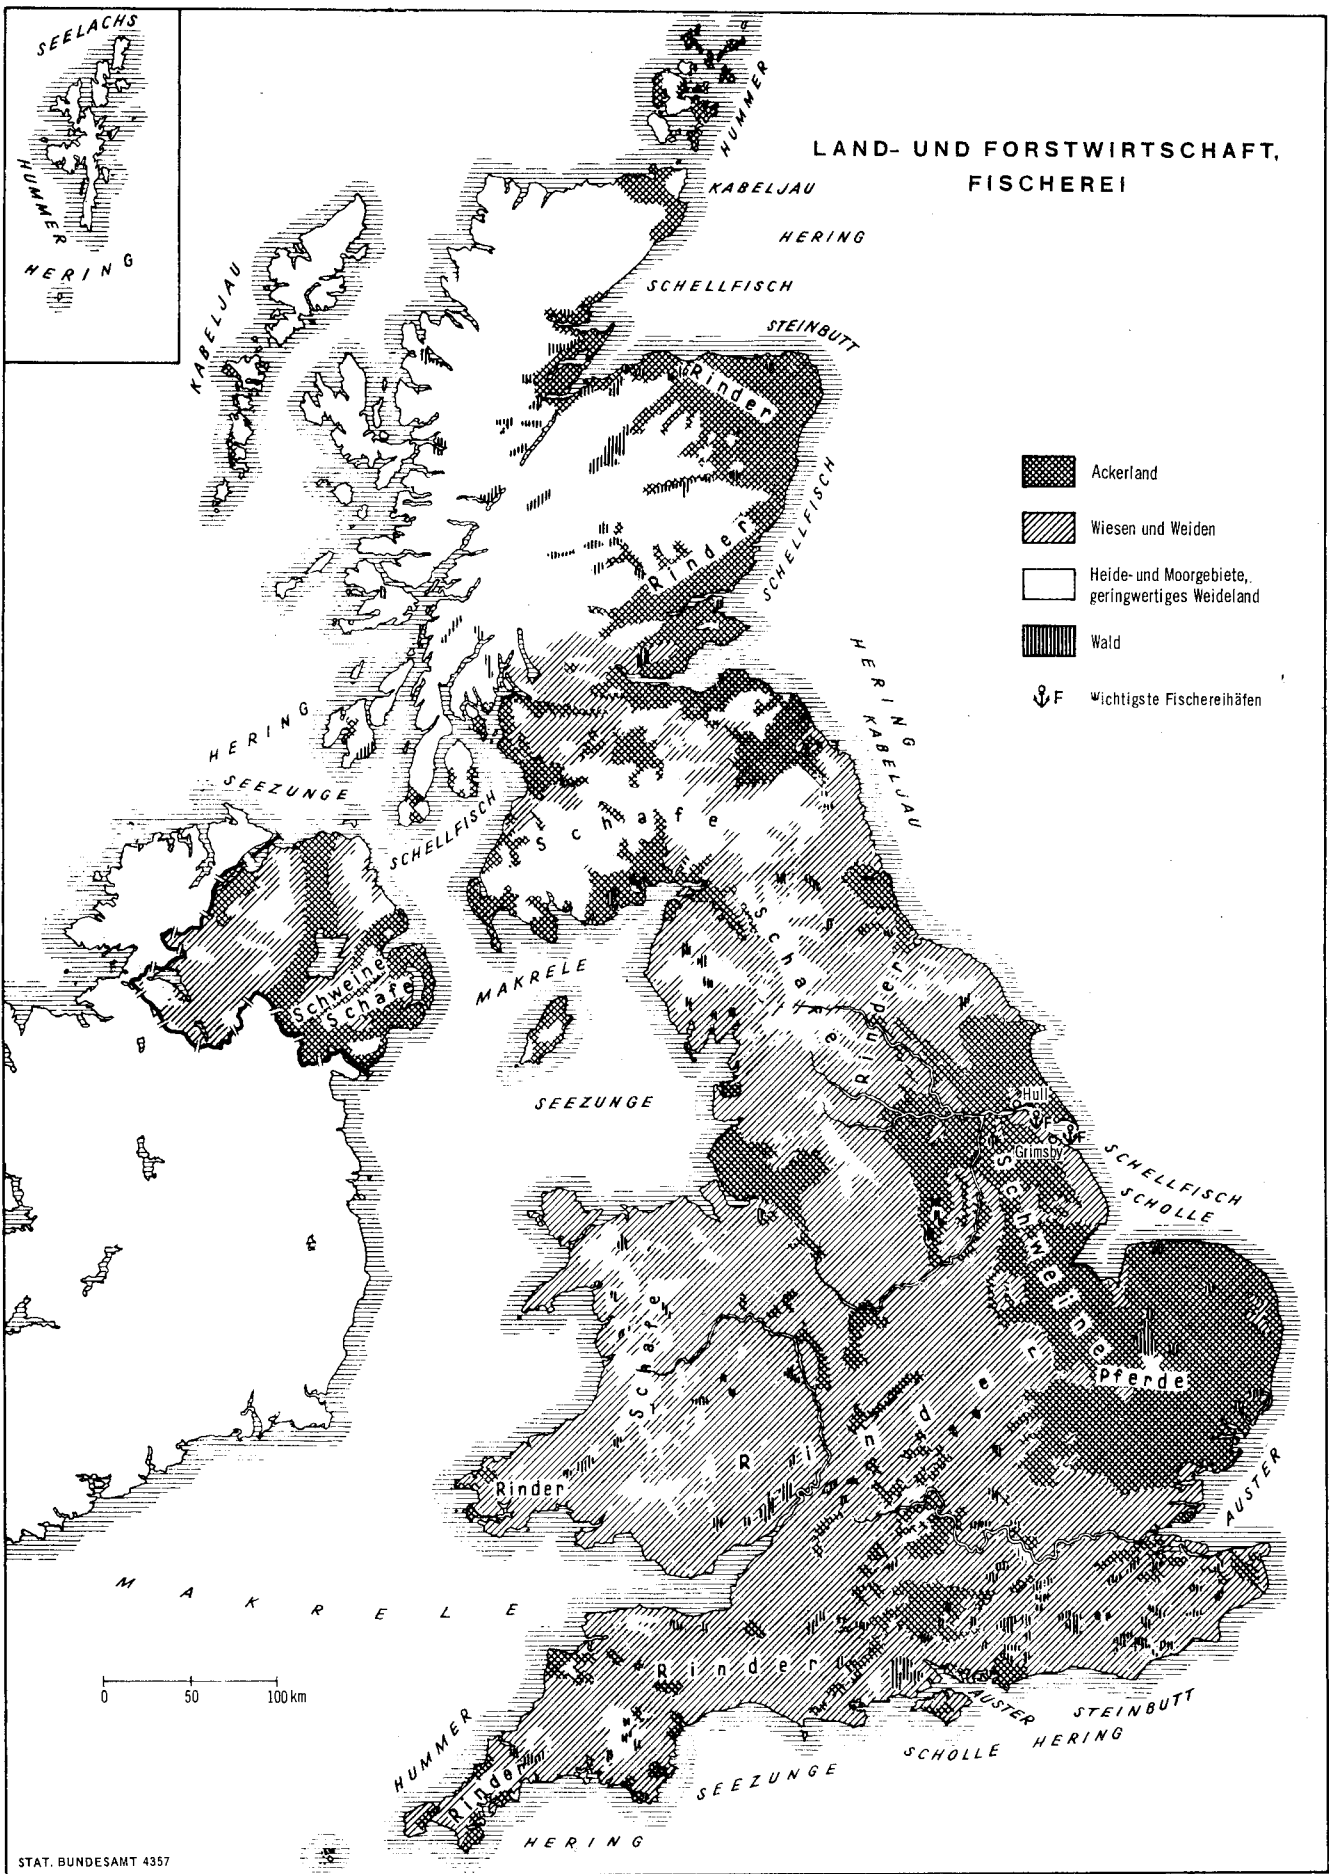 SEELACHS
HUMMER
HERING
HUMMER
LAND- UND FORSTWIRTSCHAFT,
FISCHEREI
KABELJAU
HERING
SCHELLFISCH
STEINBUTT
KABELJAU
Rinder
SCHELLFISCH
Rinder
Ackerland
Wiesen und Weiden
Heide- und Moorgebiete,
geringwertiges Weideland
Wald
F
Wichtigste Fischereihäfen
HERING
KABELJAU
HERING
SEEZUNGE
SCHELLFISCH
Schafe
Schafe
Rinder
Schweine
Schafe
MAKRELE
SEEZUNGE
Hull
F
F
Grimsby
SCHELLFISCH
SCHOLLE
Schweine
Pferde
Schafe
Rinder
Rinder
AUSTER
MAKRELE
Rinder
0 50 100 km
AUSTER
STEINBUTT
HERING
SCHOLLE
SEEZUNGE
HUMMER
Rinder
HERING
STAT. BUNDESAMT 4357